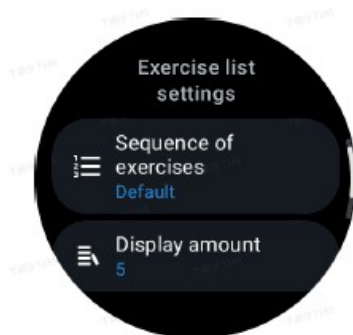 Exercise list
settings
Sequence of
exercises
Default
Display amount
5